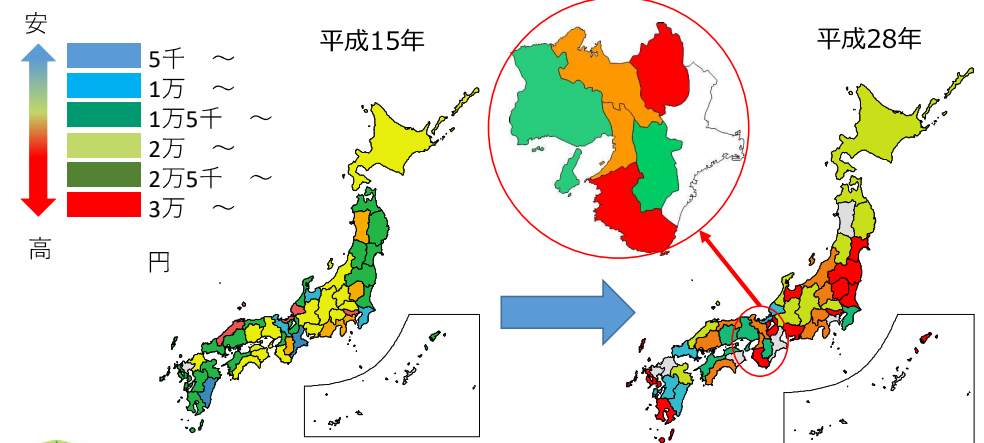 安
5千　～
1万　～
1万5千　～
2万　～
2万5千　～
3万　～
高
円
平成15年
平成28年